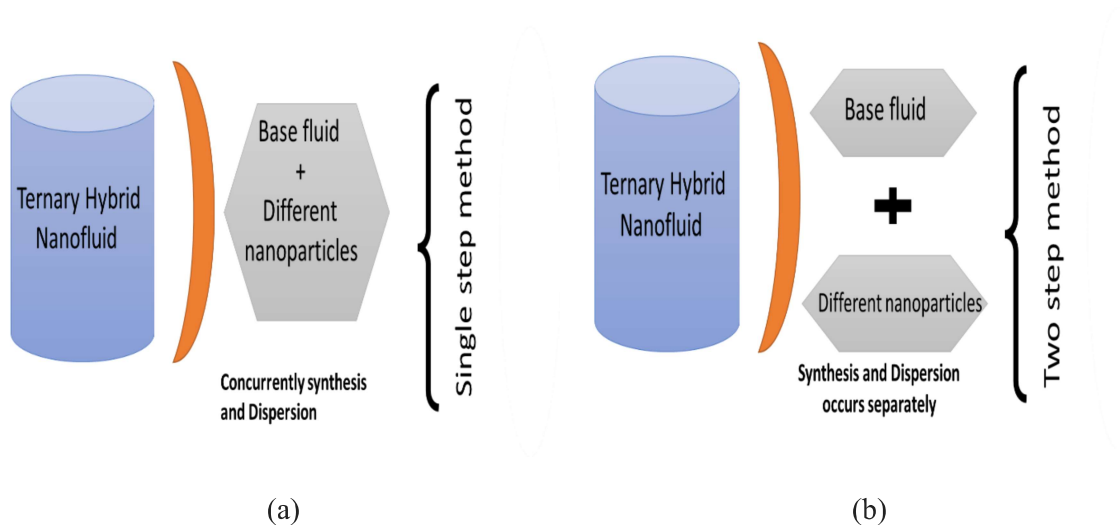 Ternary Hybrid
Nanofluid
Base fluid
+
Different
nanoparticles
Concurrently synthesis
and Dispersion
Single step method
(a)
Ternary Hybrid
Nanofluid
Base fluid
+
Different nanoparticles
Synthesis and Dispersion
occurs separately
Two step method
(b)